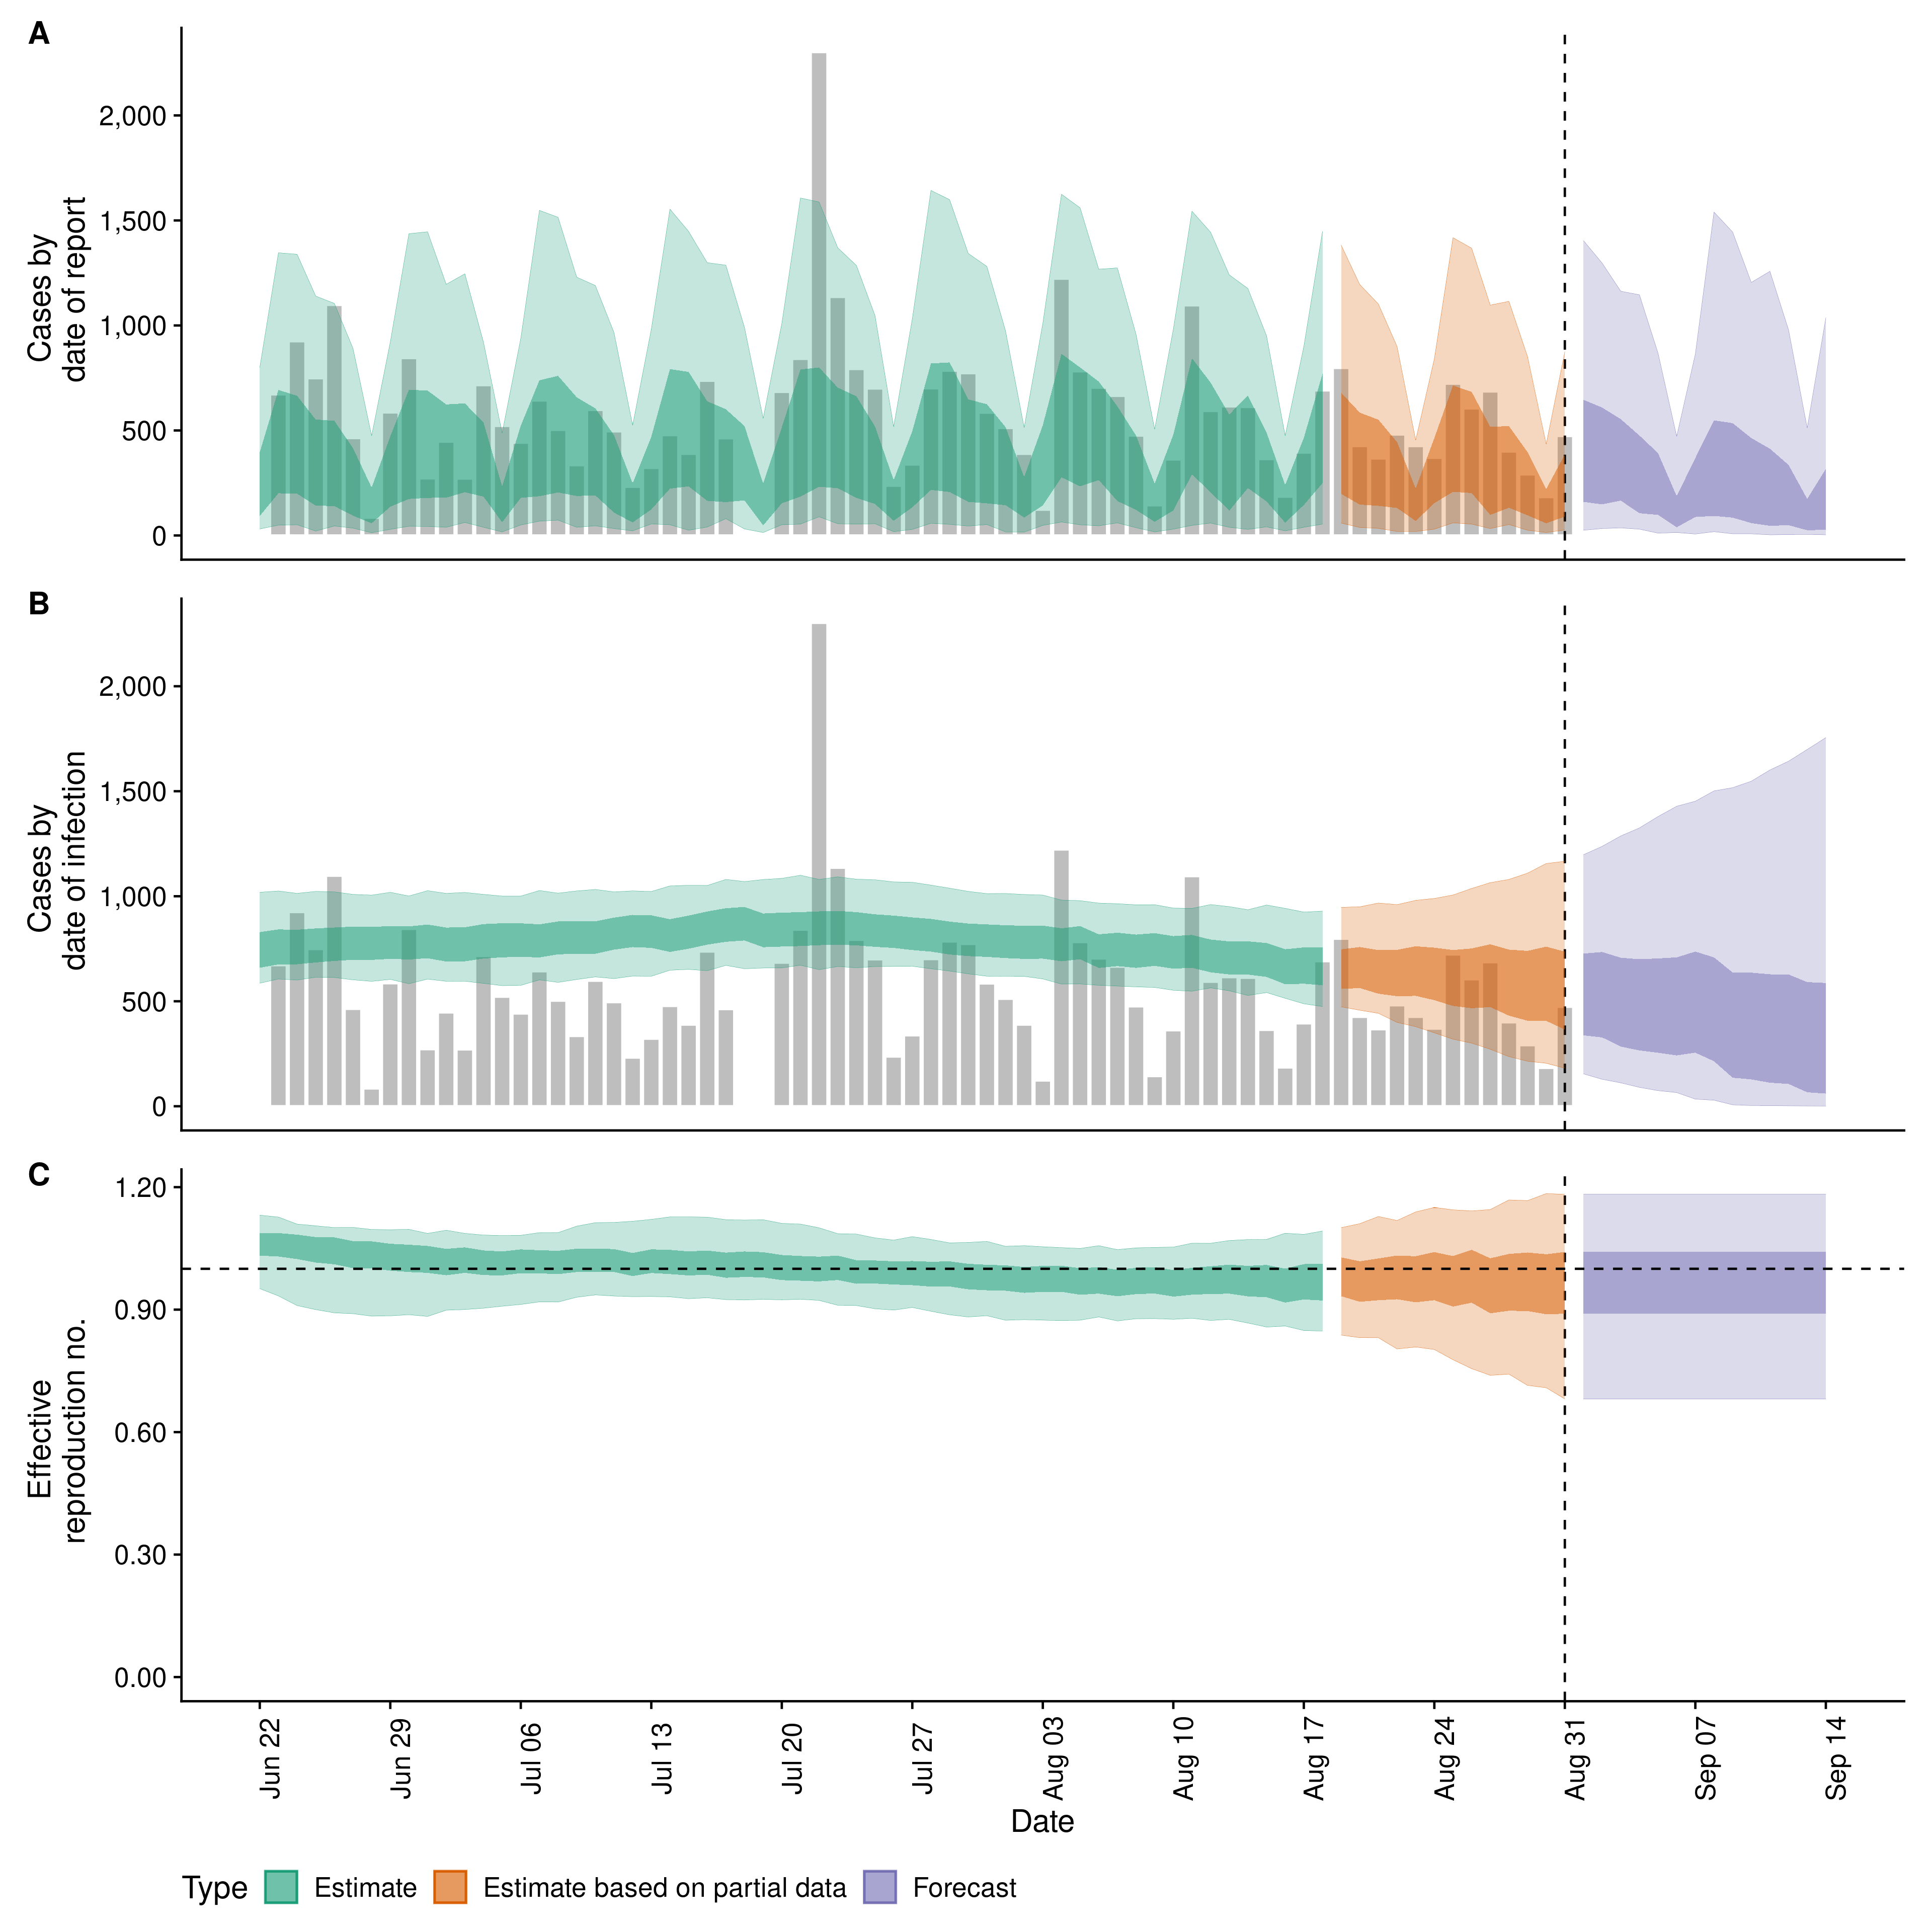 A
Cases by
date of report
2,000
1,500
1,000
500
0
B
Cases by
date of infection
2,000
1,500
1,000
500
0
C
Effective
reproduction no.
1.20
0.90
0.60
0.30
0.00
Jun 22
Jun 29
Jul 06
Jul 13
Jul 20
Jul 27
Aug 03
Aug 10
Aug 17
Aug 24
Aug 31
Sep 07
Sep 14
Date
Type Estimate Estimate based on partial data Forecast